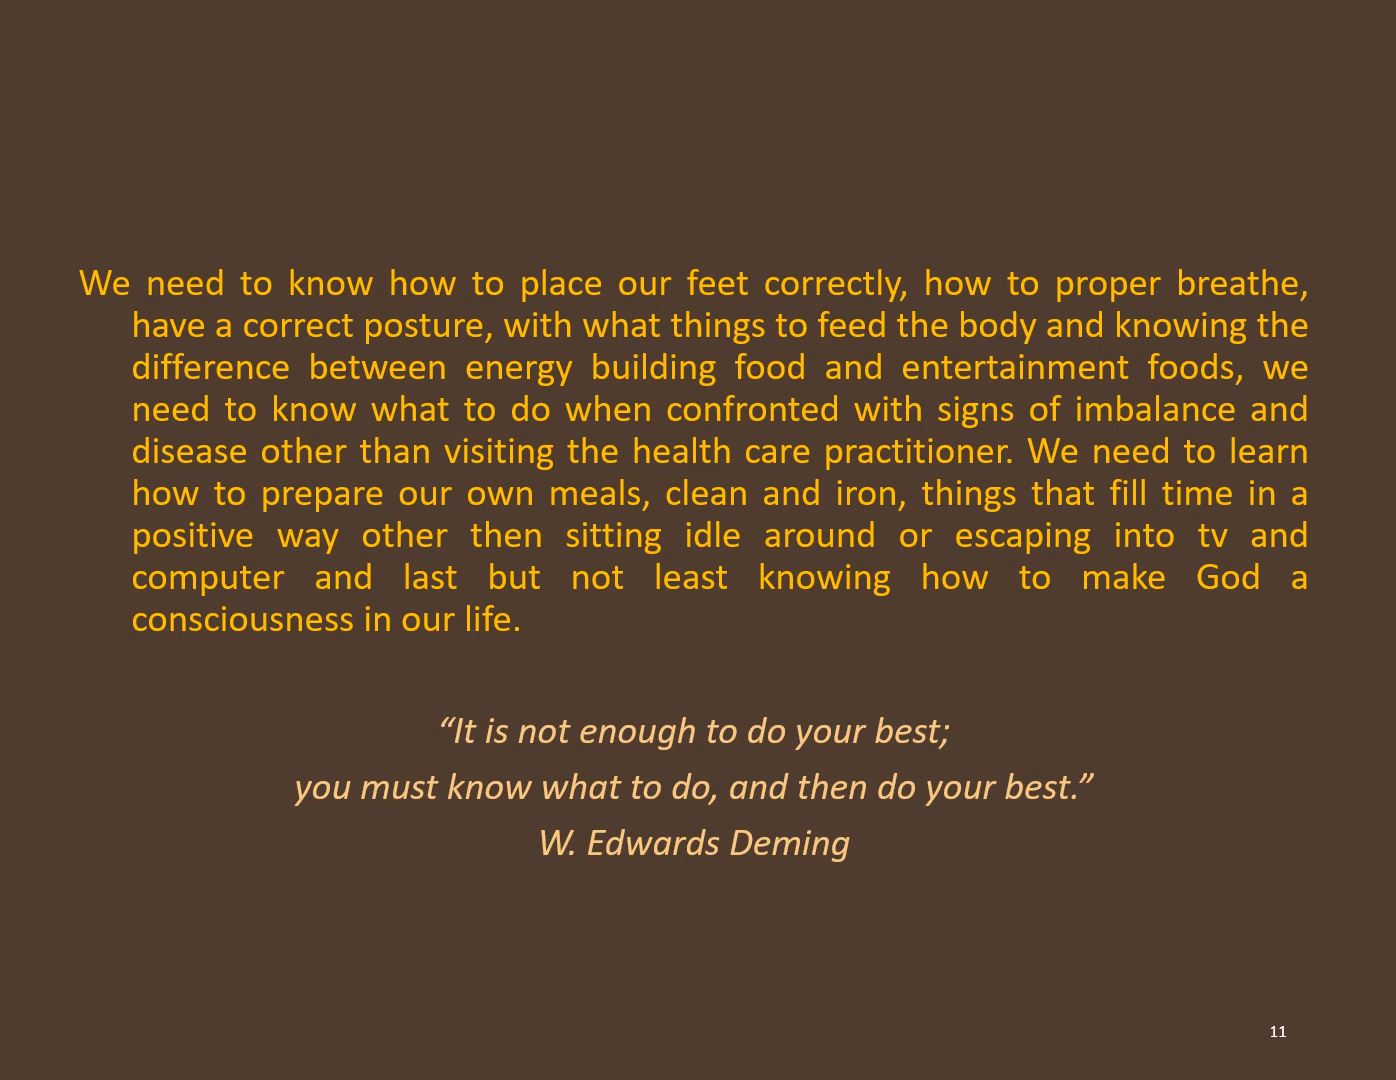 We need to know how to place our feet correctly, how to proper breathe,
have a correct posture, with what things to feed the body and knowing the
difference between energy building food and entertainment foods, we
need to know what to do when confronted with signs of imbalance and
disease other than visiting the health care practitioner. We need to learn
how to prepare our own meals, clean and iron, things that fill time in a
positive way other then sitting idle around or escaping into tv and
computer and last but not least knowing how to make God a
consciousness in our life.
“It is not enough to do your best;
you must know what to do, and then do your best.”
W. Edwards Deming
11